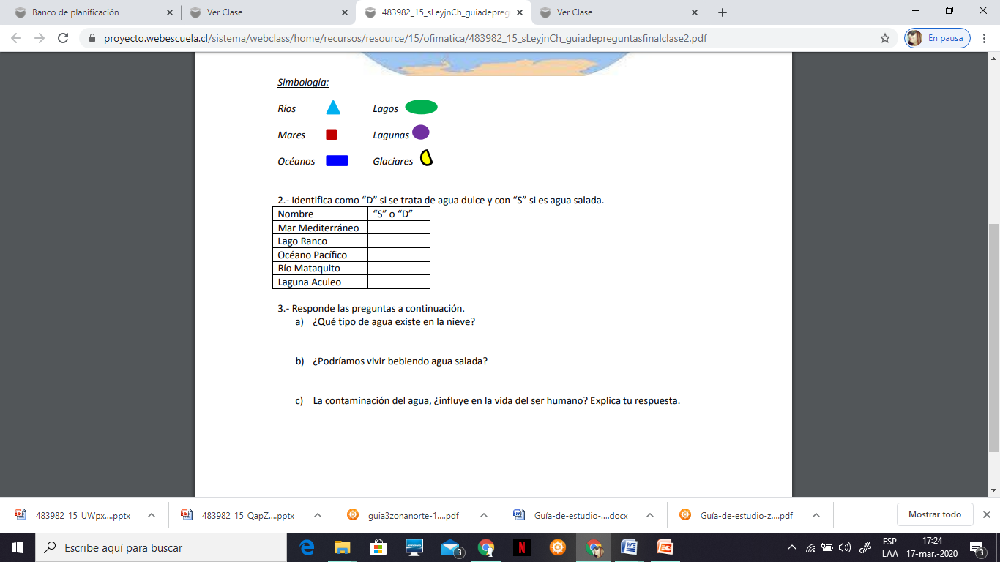 Banco de planificación
Ver Clase
483982_15_sLeyjnCh_guiadepreg
Ver Clase
proyecto.webescuela.cl/sistema/webclass/home/recursos/resource/15/ofimatica/483982_15_sLeyjnCh_guiadepreguntasfinalclase2.pdf
En pausa
Simbología:
Ríos Lagos
Mares Lagunas
Océanos Glaciares
2.- Identifica como “D” si se trata de agua dulce y con “S” si es agua salada.
Nombre “S” o “D”
Mar Mediterráneo
Lago Ranco
Océano Pacífico
Río Mataquito
Laguna Aculeo
3.- Responde las preguntas a continuación.
a) ¿Qué tipo de agua existe en la nieve?
b) ¿Podríamos vivir bebiendo agua salada?
c) La contaminación del agua, ¿influye en la vida del ser humano? Explica tu respuesta.
483982_15_UWpx....pptx
483982_15_QapZ....pptx
guia3zonanorte-1....pdf
Guía-de-estudio-....docx
Guía-de-estudio-z....pdf
Mostrar todo
Escribe aquí para buscar
3
N
ESP
LAA
17:24
17-mar.-2020
3